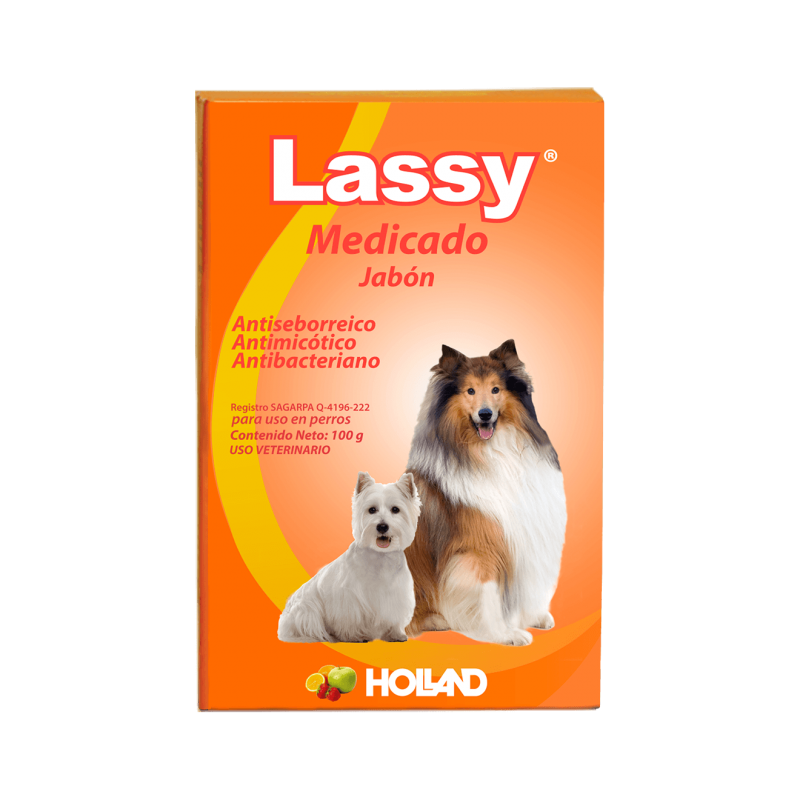 Lassy®
Medicado
Jabón
Antiseborreico
Antimicótico
Antibacteriano
Registro SAGARPA Q-4196-222
para uso en perros
Contenido Neto: 100 g
USO VETERINARIO
HOLLAND